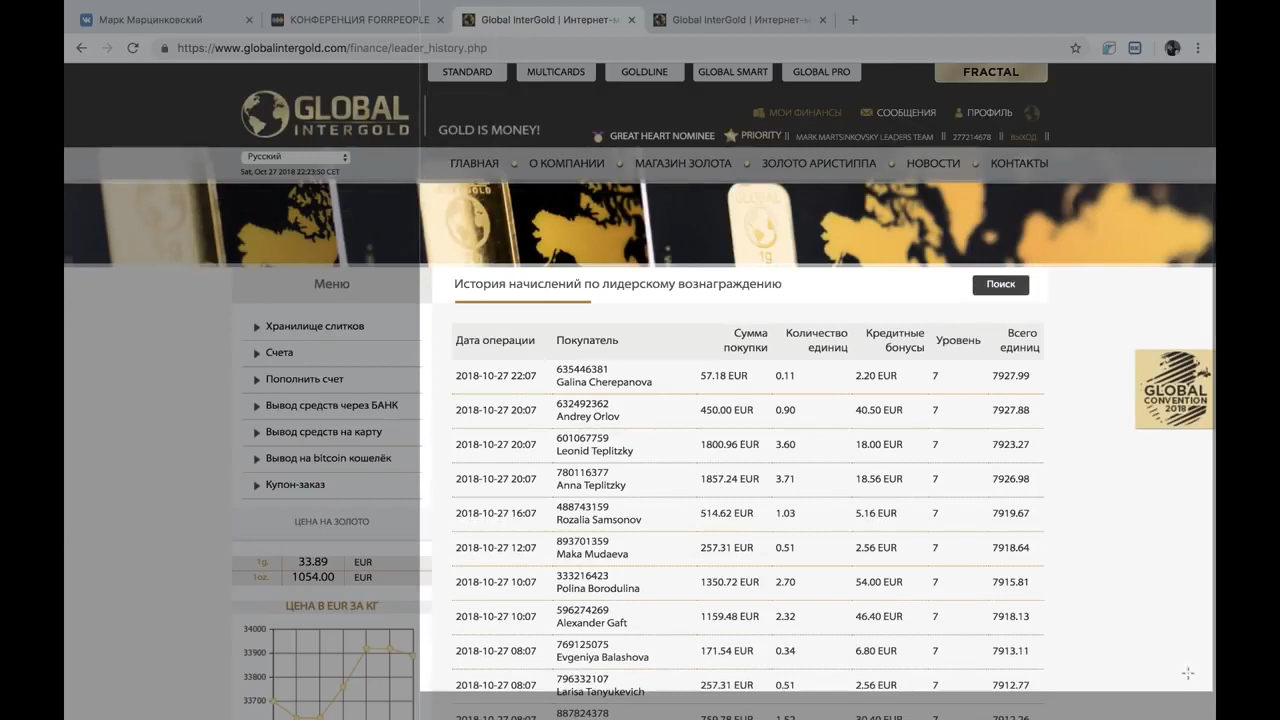 Марк Марцинковский
КОНФЕРЕНЦИЯ FORRPEOPLE
Global InterGold | Интернет-м
Global InterGold | Интернет-м
https://www.globalintergold.com/finance/leader_history.php
STANDARD MULTICARDS GOLDLINE GLOBAL SMART GLOBAL PRO FRACTAL
GLOBAL INTERGOLD
GOLD IS MONEY!
МОИ ФИНАНСЫ СООБЩЕНИЯ ПРОФИЛЬ
GREAT HEART NOMINEE PRIORITY || MARK MARTSINKOVSKY LEADERS TEAM || 277214678 || ВЫХОД ||
Русский
Sat, Oct 27 2018 22:23:50 CET
ГЛАВНАЯ О КОМПАНИИ МАГАЗИН ЗОЛОТА ЗОЛОТО АРИСТИППА НОВОСТИ КОНТАКТЫ
1g
Меню
Хранилище слитков
Счета
Пополнить счет
Вывод средств через БАНК
Вывод средств на карту
Вывод на bitcoin кошелёк
Купон-заказ
ЦЕНА НА ЗОЛОТО
1g. 33.89 EUR
1oz. 1054.00 EUR
ЦЕНА В EUR ЗА КГ
34000
33900
33800
33700
История начислений по лидерскому вознаграждению
Поиск
Дата операции Покупатель Сумма покупки Количество единиц Кредитные бонусы Уровень Всего единиц
2018-10-27 22:07 635446381 Galina Cherepanova 57.18 EUR 0.11 2.20 EUR 7 7927.99
2018-10-27 20:07 632492362 Andrey Orlov 450.00 EUR 0.90 40.50 EUR 7 7927.88
2018-10-27 20:07 601067759 Leonid Teplitzky 1800.96 EUR 3.60 18.00 EUR 7 7923.27
2018-10-27 20:07 780116377 Anna Teplitzky 1857.24 EUR 3.71 18.56 EUR 7 7926.98
2018-10-27 16:07 488743159 Rozalia Samsonov 514.62 EUR 1.03 5.16 EUR 7 7919.67
2018-10-27 12:07 893701359 Maka Mudaeva 257.31 EUR 0.51 2.56 EUR 7 7918.64
2018-10-27 10:07 333216423 Polina Borodulina 1350.72 EUR 2.70 54.00 EUR 7 7915.81
2018-10-27 10:07 596274269 Alexander Gaft 1159.48 EUR 2.32 46.40 EUR 7 7918.13
2018-10-27 08:07 769125075 Evgeniya Balashova 171.54 EUR 0.34 6.80 EUR 7 7913.11
2018-10-27 08:07 796332107 Larisa Tanyukevich 257.31 EUR 0.51 2.56 EUR 7 7912.77
887824378
GLOBAL
CONVENTION
2018